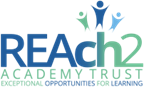 REAch2
ACADEMY TRUST
EXCEPTIONAL OPPORTUNITIES FOR LEARNING